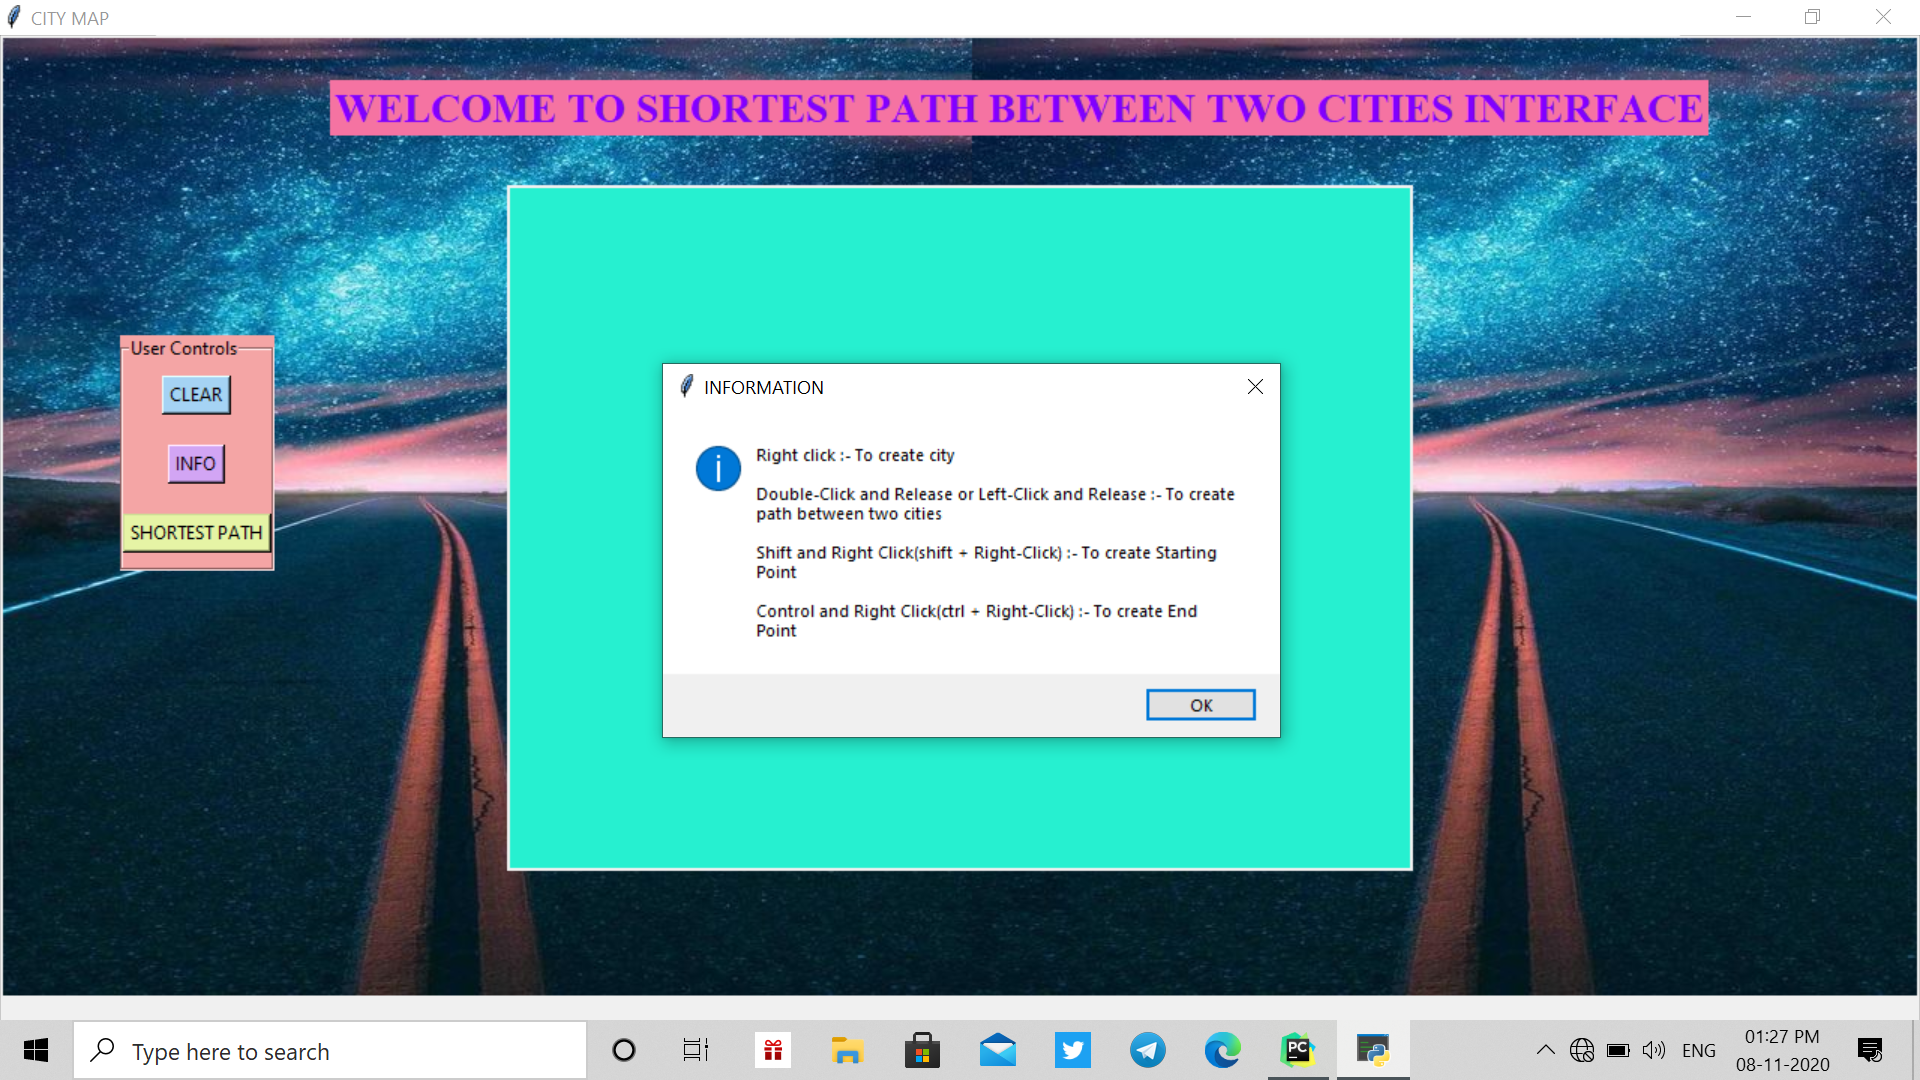 CITY MAP
WELCOME TO SHORTEST PATH BETWEEN TWO CITIES INTERFACE
User Controls
CLEAR
INFO
SHORTEST PATH
INFORMATION
i
Right click :- To create city
Double-Click and Release or Left-Click and Release :- To create
path between two cities
Shift and Right Click(shift + Right-Click) :- To create Starting
Point
Control and Right Click(ctrl + Right-Click) :- To create End
Point
OK
Type here to search
PC
ENG
01:27 PM
08-11-2020